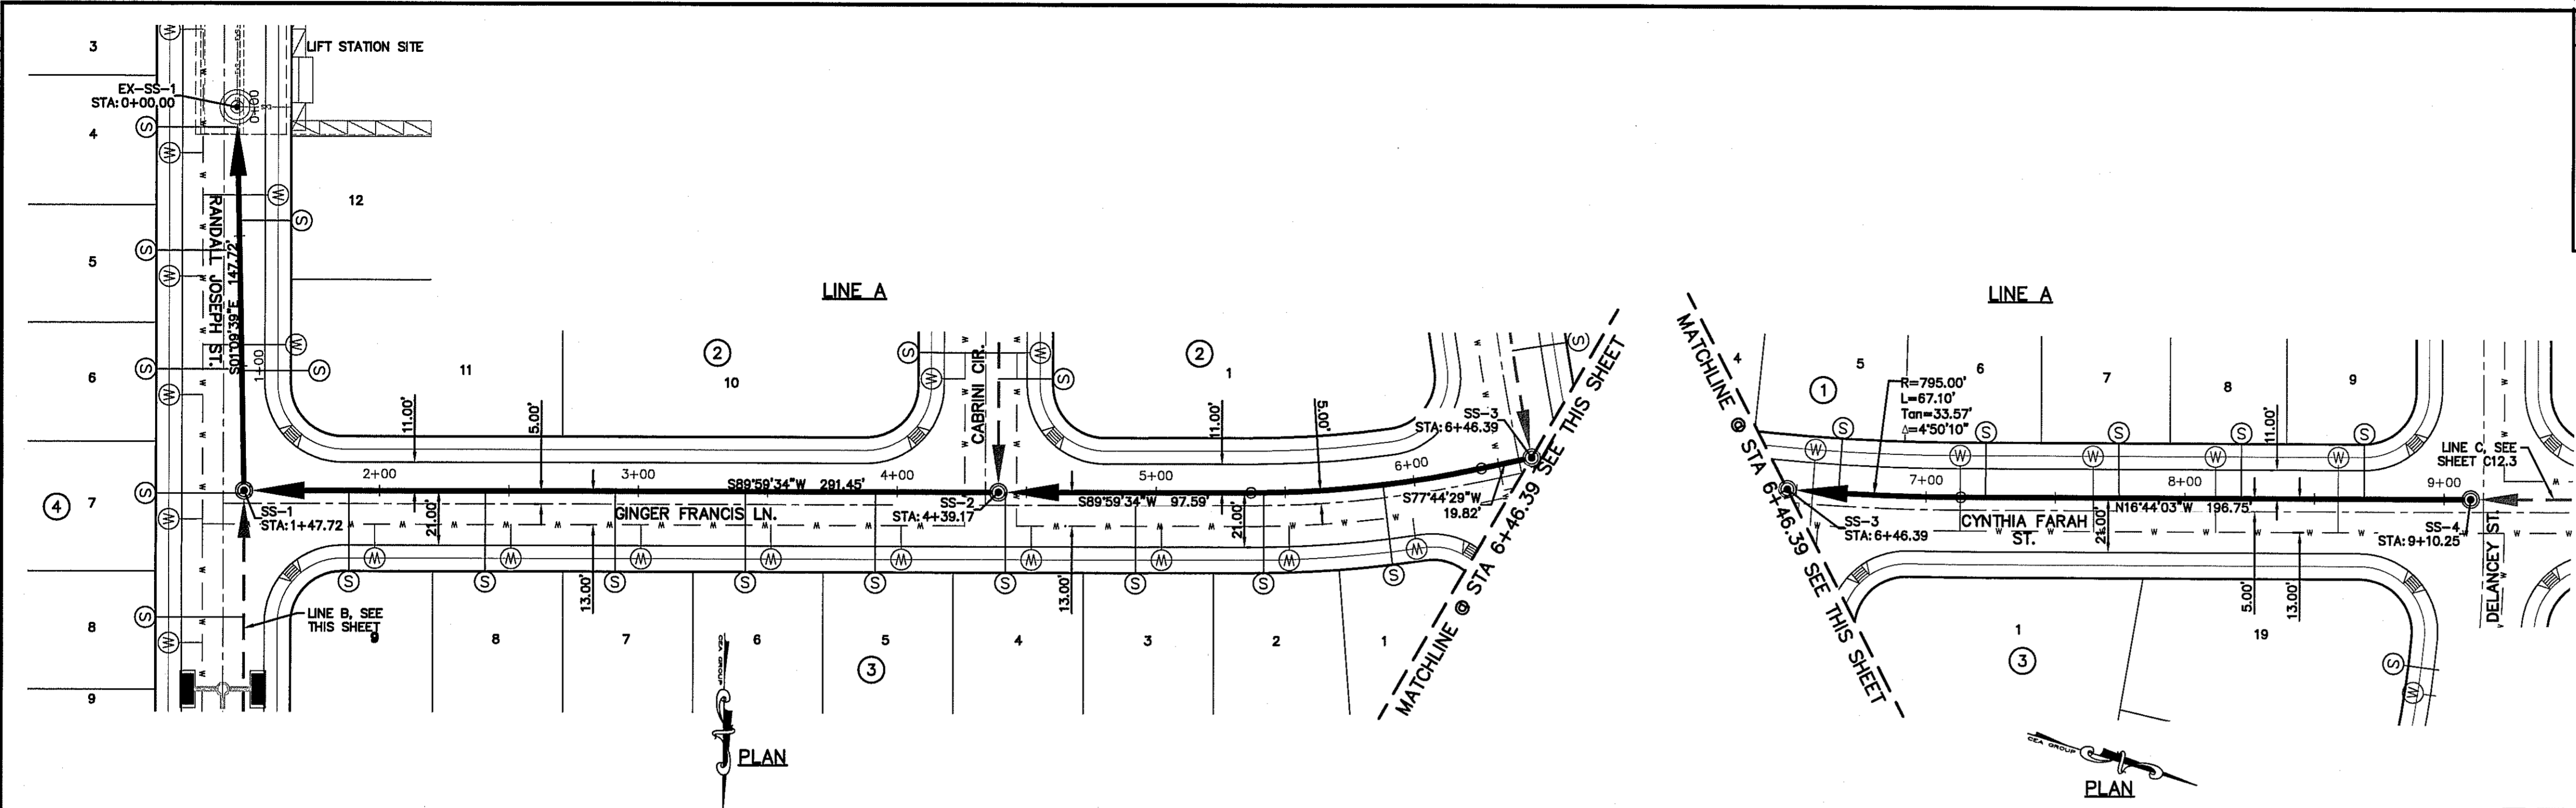 3
LIFT STATION SITE
EX-SS-1
STA: 0+00.00
0+00
4
12
RANDALL JOSEPH ST.
S01°09'39"E 147.72'
5
LINE A
LINE A
1+00
6
11
2
10
CABRINI CIR.
2
1
11.00'
5.00'
11.00'
5.00'
SS-3
STA: 6+46.39
MATCHLINE @ STA 6+46.39 SEE THIS SHEET
MATCHLINE @ STA 6+46.39 SEE THIS SHEET
4
1
5
R=795.00'
L=67.10'
Tan=33.57'
Δ=4°50'10"
6
7
8
9
11.00'
LINE C, SEE
SHEET C12.3
2+00
3+00
4+00
5+00
6+00
7+00
8+00
9+00
4
7
SS-1
STA: 1+47.72
S89°59'34"W 291.45'
SS-2
STA: 4+39.17
S89°59'34"W 97.59'
S77°44'29"W
19.82'
GINGER FRANCIS LN.
21.00'
21.00'
13.00'
13.00'
SS-3
STA: 6+46.39
CYNTHIA FARAH
ST.
N16°44'03"W 196.75'
21.00'
5.00'
13.00'
SS-4
STA: 9+10.25
DELANCEY ST.
LINE B, SEE
THIS SHEET
8
9
9
8
7
6
5
4
3
2
1
3
1
19
3
CEA GROUP
PLAN
CEA GROUP
PLAN